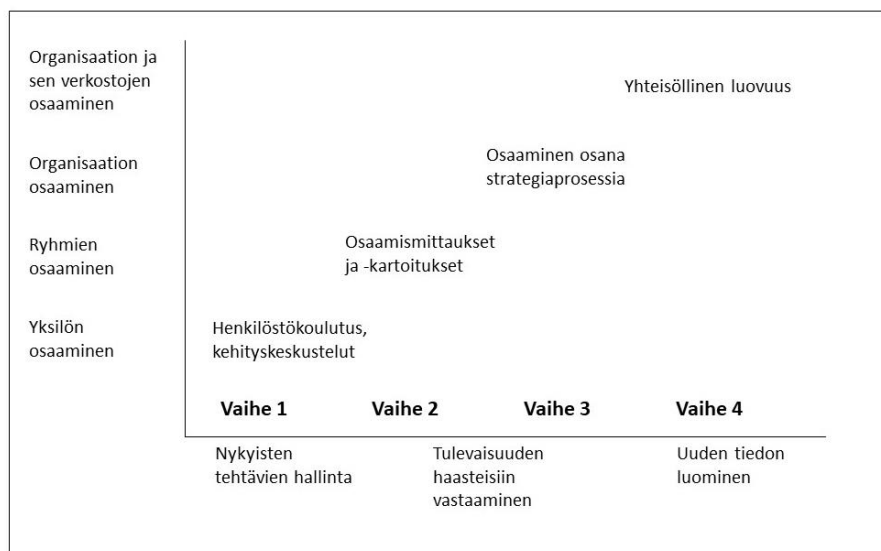 Organisaation ja
sen verkostojen
osaaminen
Yhteisöllinen luovuus
Organisaation
osaaminen
Osaaminen osana
strategiaprosessia
Ryhmien
osaaminen
Osaamismittaukset
ja -kartoitukset
Yksilön
osaaminen
Henkilöstökoulutus,
kehityskeskustelut
Vaihe 1
Vaihe 2
Vaihe 3
Vaihe 4
Nykyisten
tehtävien hallinta
Tulevaisuuden
haasteisiin
vastaaminen
Uuden tiedon
luominen